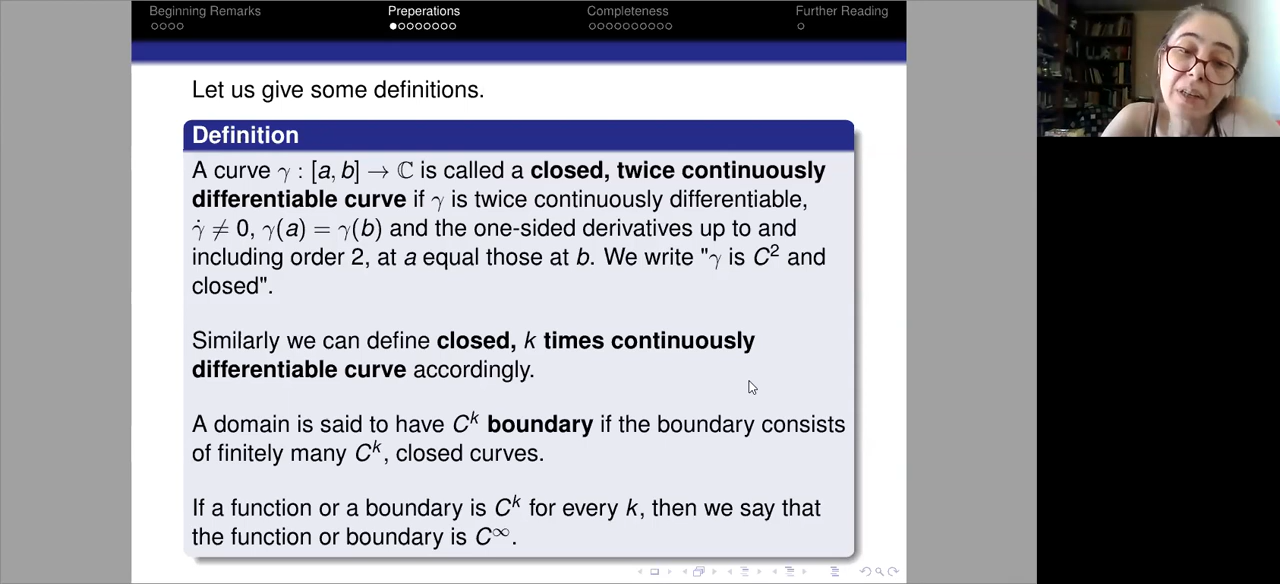 Beginning Remarks Preperations Completeness Further Reading
Let us give some definitions.
Definition
A curve γ : [a, b] → ℂ is called a closed, twice continuously
differentiable curve if γ is twice continuously differentiable,
γ̇ ≠ 0, γ(a) = γ(b) and the one-sided derivatives up to and
including order 2, at a equal those at b. We write "γ is C² and
closed".
Similarly we can define closed, k times continuously
differentiable curve accordingly.
A domain is said to have Cᵏ boundary if the boundary consists
of finitely many Cᵏ, closed curves.
If a function or a boundary is Cᵏ for every k, then we say that
the function or boundary is C^∞.